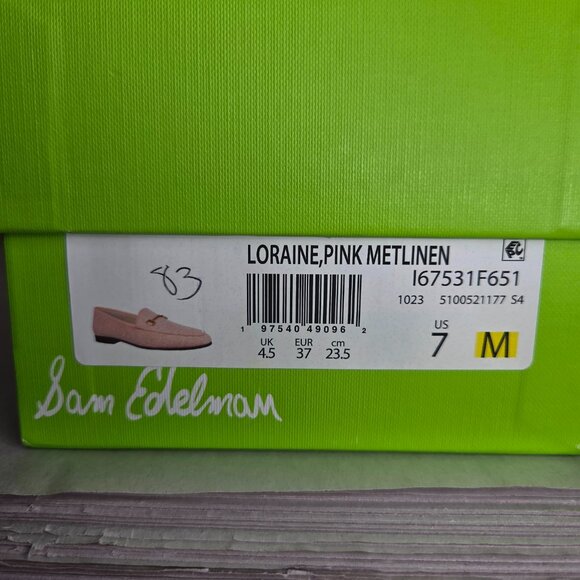 LORAINE,PINK METLINEN
I67531F651
83
1023 5100521177 S4
1 97540 49096 2
UK EUR cm
4.5 37 23.5
US
7 M
Sam Edelman